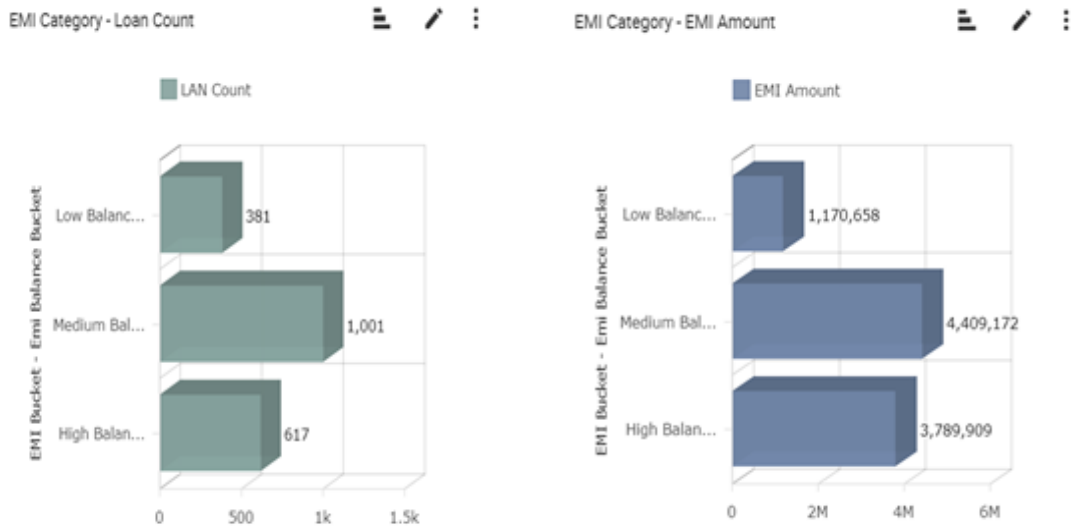 EMI Category - Loan Count
LAN Count
EMI Bucket - Emi Balance Bucket
Low Balanc...
381
Medium Bal...
1,001
High Balan...
617
0 500 1k 1.5k
EMI Category - EMI Amount
EMI Amount
EMI Bucket - Emi Balance Bucket
Low Balanc...
1,170,658
Medium Bal...
4,409,172
High Balan...
3,789,909
0 2M 4M 6M